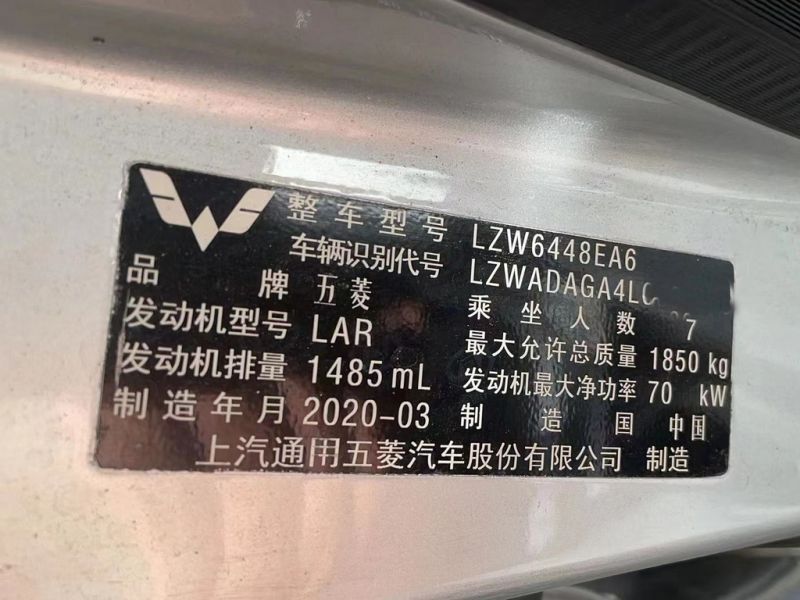 整车型号 LZW6448EA6
车辆识别代号 LZWADAGA4L
品牌 五菱 乘坐人数 7
发动机型号 LAR 最大允许总质量 1850 kg
发动机排量 1485 mL 发动机最大净功率 70 kW
制造年月 2020-03 制造国 中国
上汽通用五菱汽车股份有限公司 制造